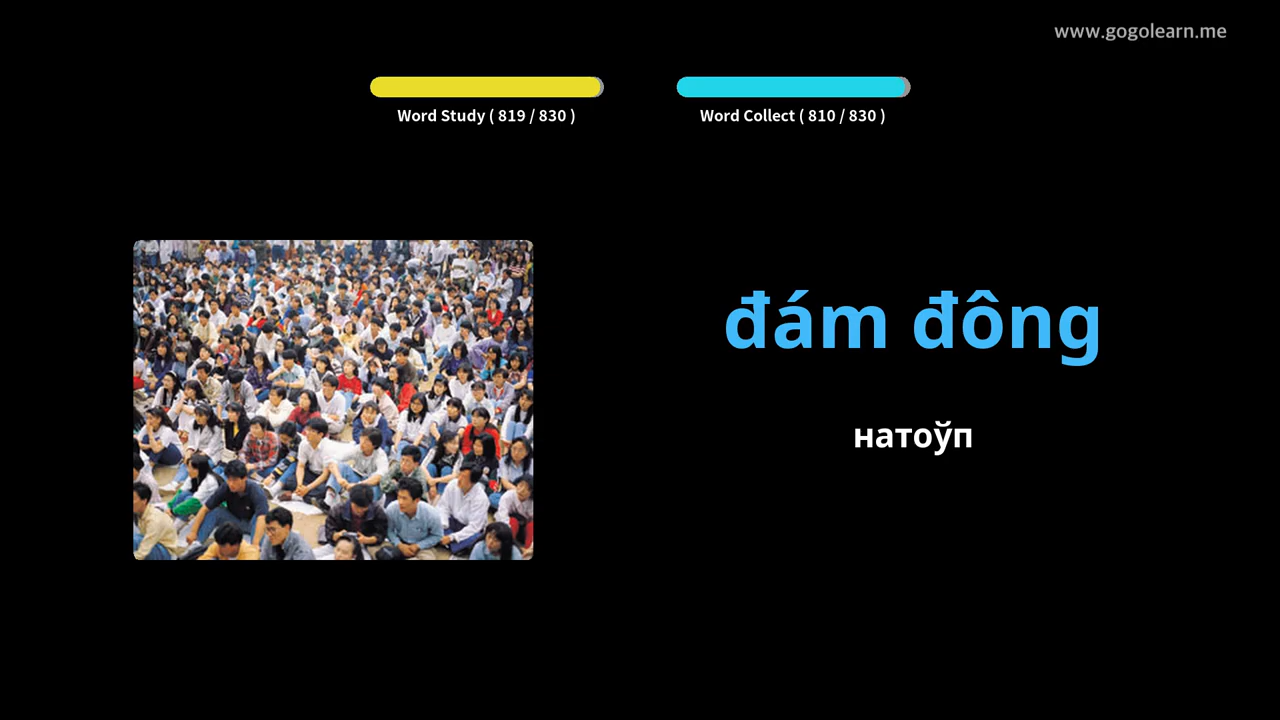 www.gogolearn.me
Word Study ( 819 / 830 )
Word Collect ( 810 / 830 )
đám đông
натоўп